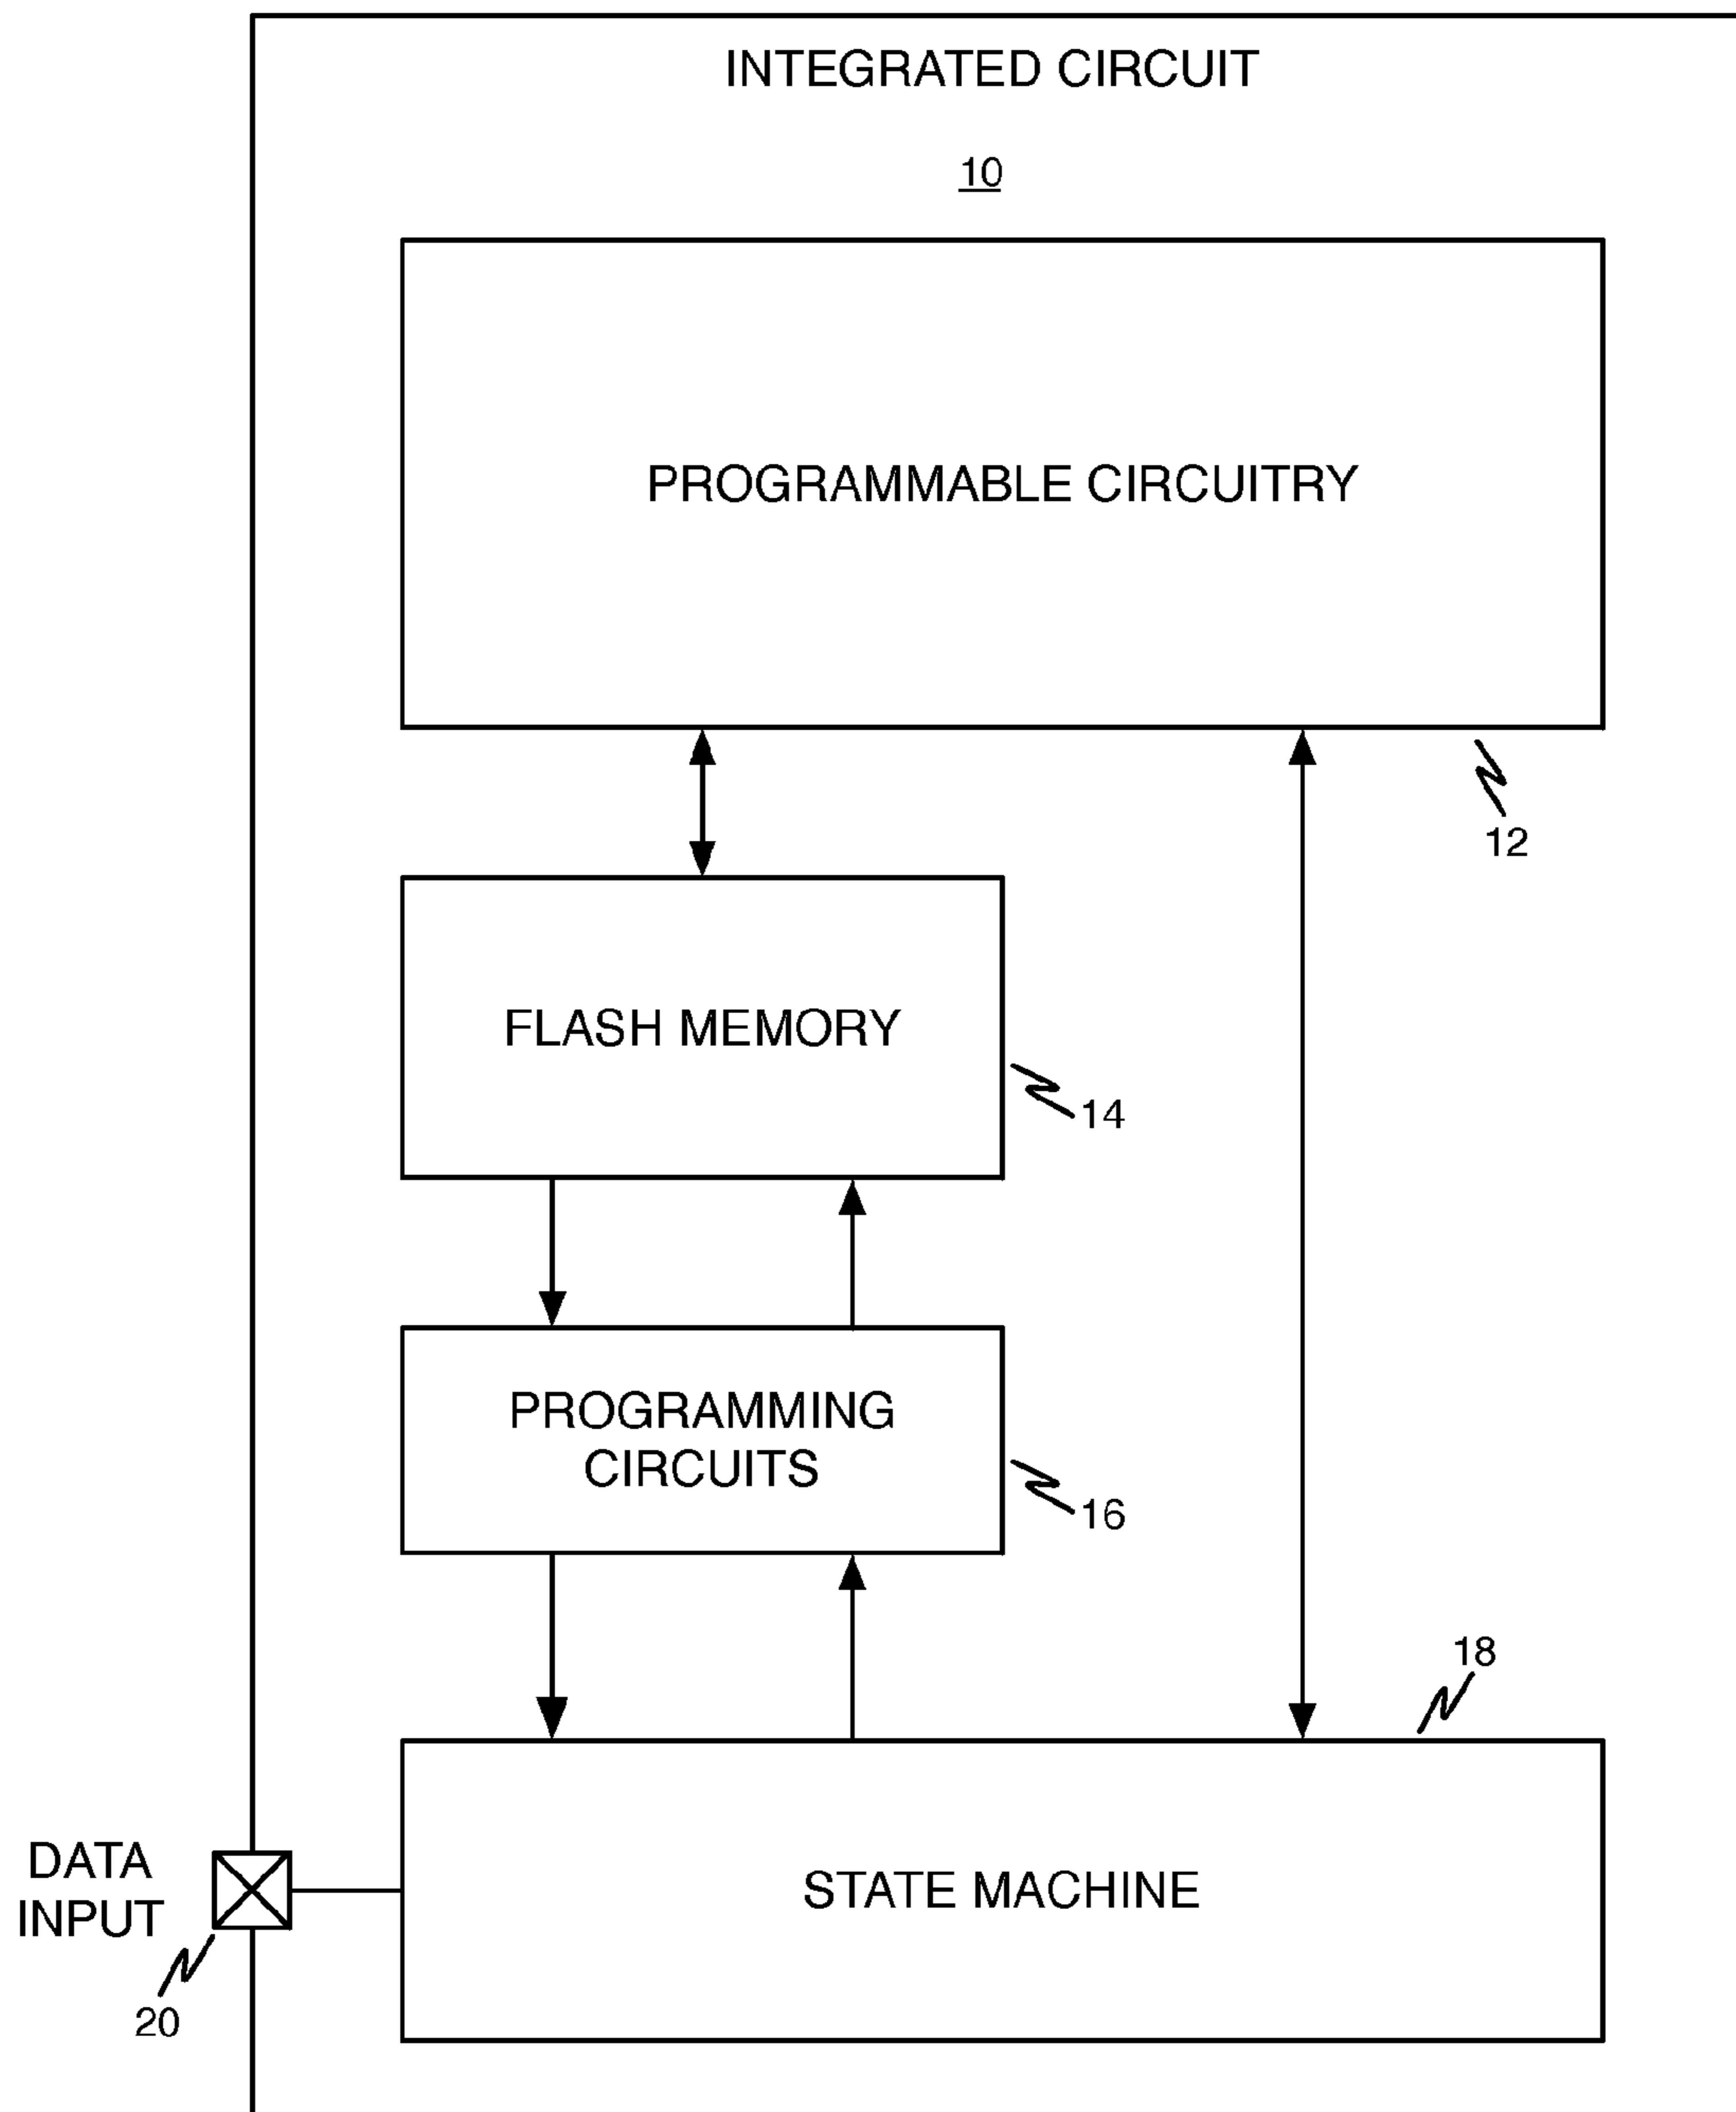 INTEGRATED CIRCUIT
10
PROGRAMMABLE CIRCUITRY
12
FLASH MEMORY
14
PROGRAMMING
CIRCUITS
16
18
DATA
INPUT
STATE MACHINE
20